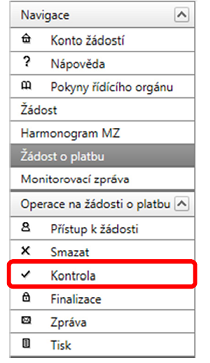 Navigace
Konto žádostí
? Nápověda
Pokyny řídícího orgánu
Žádost
Harmonogram MZ
Žádost o platbu
Monitorovací zpráva
Operace na žádosti o platbu
Přístup k žádosti
Smazat
Kontrola
Finalizace
Zpráva
Tisk